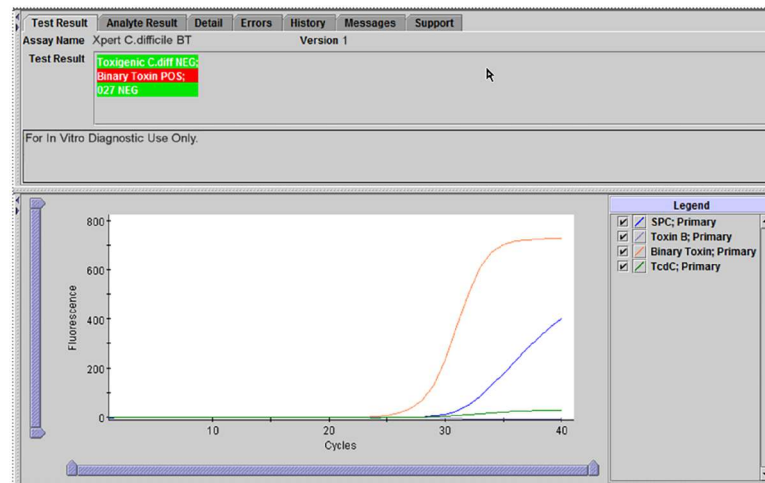 Test Result Analyte Result Detail Errors History Messages Support
Assay Name Xpert C.difficile BT Version 1
Test Result
Toxigenic C.diff NEG;
Binary Toxin POS;
027 NEG
For In Vitro Diagnostic Use Only.
Legend
SPC; Primary
Toxin B; Primary
Binary Toxin; Primary
TcdC; Primary
Fluorescence
800
600
400
200
0
10 20 30 40
Cycles